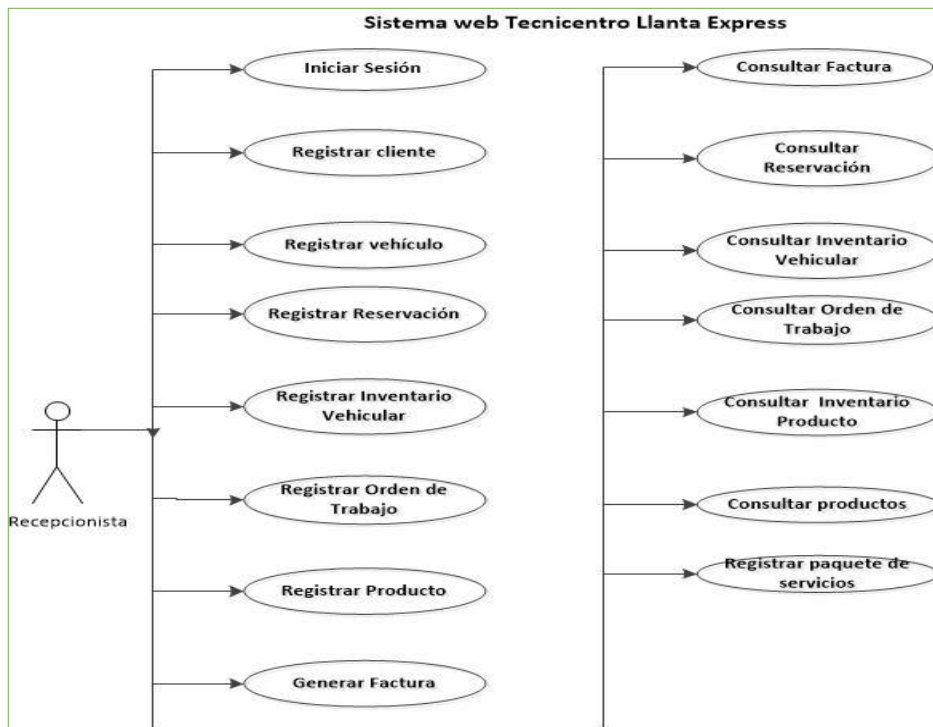 Sistema web Tecnicentro Llanta Express
Iniciar Sesión
Registrar cliente
Registrar vehículo
Registrar Reservación
Registrar Inventario
Vehicular
Registrar Orden de
Trabajo
Registrar Producto
Generar Factura
Recepcionista
Consultar Factura
Consultar
Reservación
Consultar Inventario
Vehicular
Consultar Orden de
Trabajo
Consultar Inventario
Producto
Consultar productos
Registrar paquete de
servicios